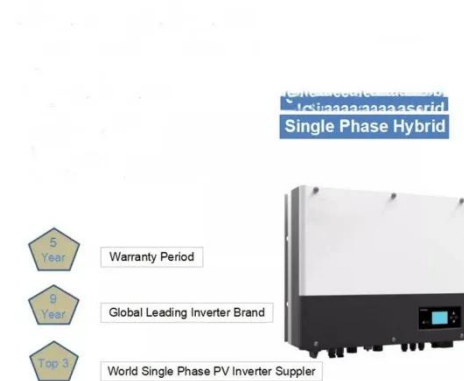 Single Phase Hybrid
5
Year
Warranty Period
9
Year
Global Leading Inverter Brand
Top 3
World Single Phase PV Inverter Suppler